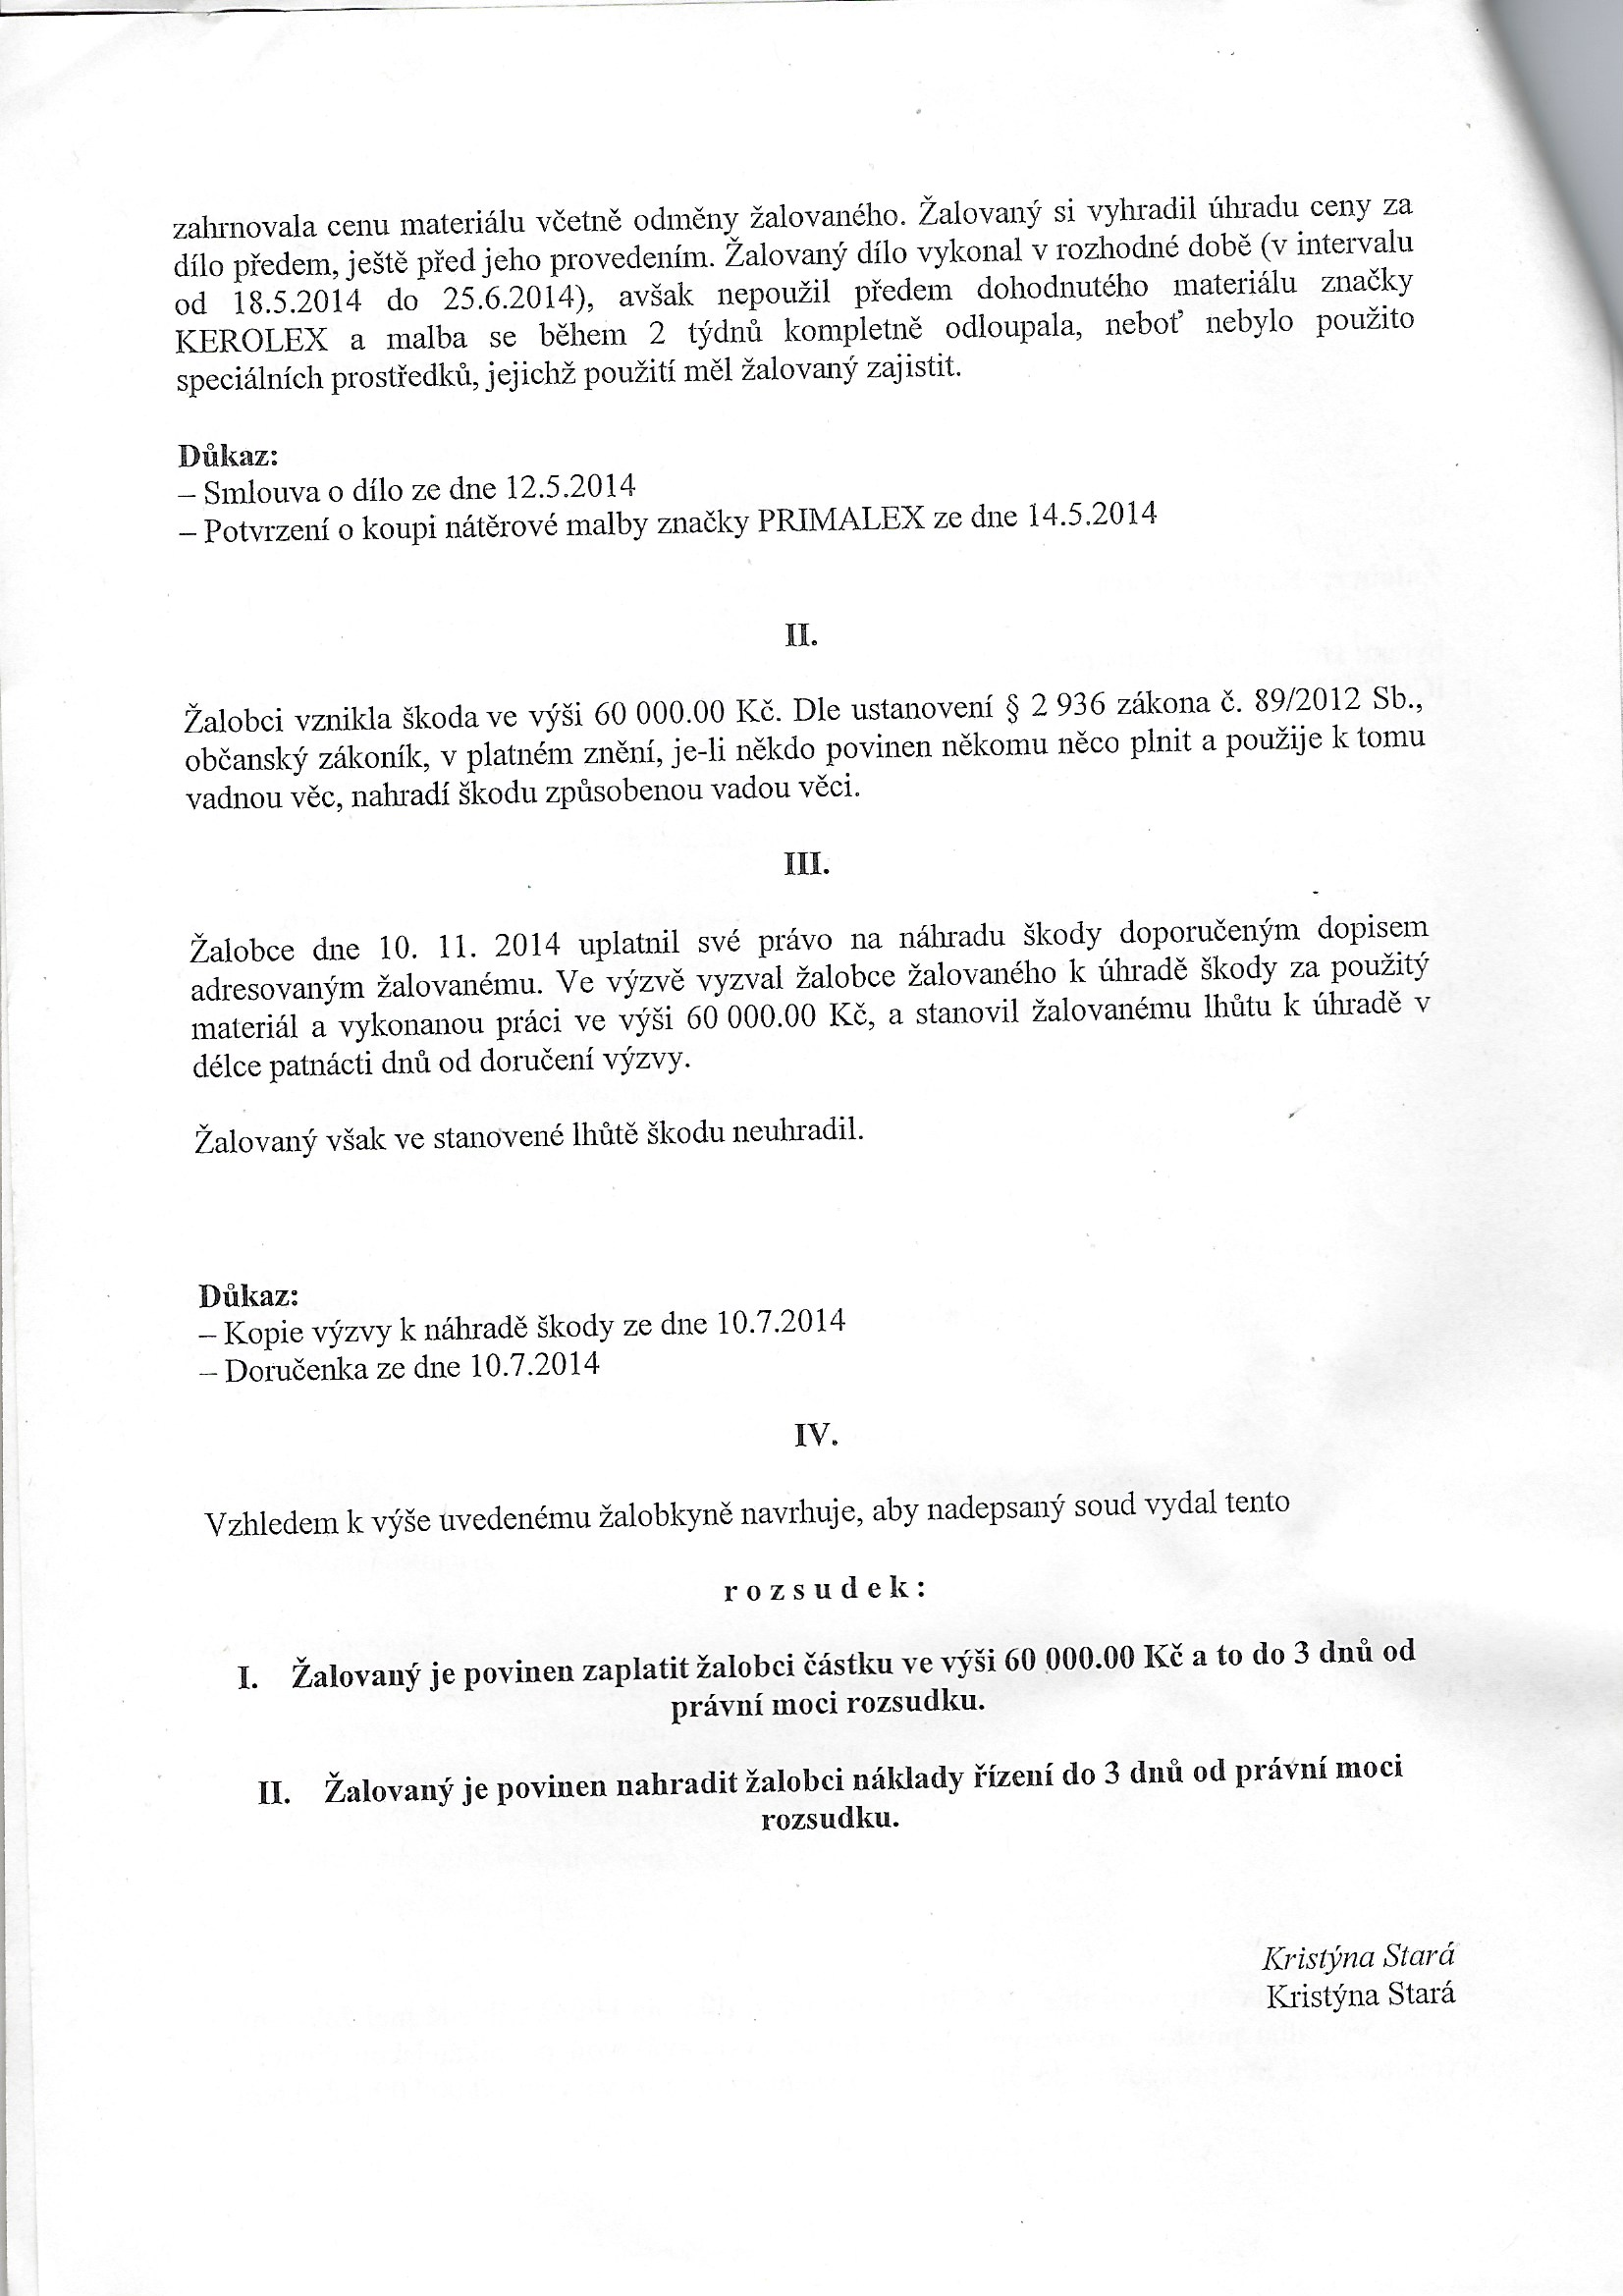 zahrnovala cenu materiálu včetně odměny žalovaného. Žalovaný si vyhradil úhradu ceny za
dílo předem, ještě před jeho provedením. Žalovaný dílo vykonal v rozhodné době (v intervalu
od 18.5.2014 do 25.6.2014), avšak nepoužil předem dohodnutého materiálu značky
KEROLEX a malba se během 2 týdnů kompletně odloupala, neboť nebylo použito
speciálních prostředků, jejichž použití měl žalovaný zajistit.
Důkaz:
– Smlouva o dílo ze dne 12.5.2014
– Potvrzení o koupi nátěrové malby značky PRIMALEX ze dne 14.5.2014
II.
Žalobci vznikla škoda ve výši 60 000.00 Kč. Dle ustanovení § 2 936 zákona č. 89/2012 Sb.,
občanský zákoník, v platném znění, je-li někdo povinen někomu něco plnit a použije k tomu
vadnou věc, nahradí škodu způsobenou vadou věci.
III.
Žalobce dne 10. 11. 2014 uplatnil své právo na náhradu škody doporučeným dopisem
adresovaným žalovanému. Ve výzvě vyzval žalobce žalovaného k úhradě škody za použitý
materiál a vykonanou práci ve výši 60 000.00 Kč, a stanovil žalovanému lhůtu k úhradě v
délce patnácti dnů od doručení výzvy.
Žalovaný však ve stanovené lhůtě škodu neuhradil.
Důkaz:
– Kopie výzvy k náhradě škody ze dne 10.7.2014
– Doručenka ze dne 10.7.2014
IV.
Vzhledem k výše uvedenému žalobkyně navrhuje, aby nadepsaný soud vydal tento
r o z s u d e k :
I. Žalovaný je povinen zaplatit žalobci částku ve výši 60 000.00 Kč a to do 3 dnů od
právní moci rozsudku.
II. Žalovaný je povinen nahradit žalobci náklady řízení do 3 dnů od právní moci
rozsudku.
Kristýna Stará
Kristýna Stará